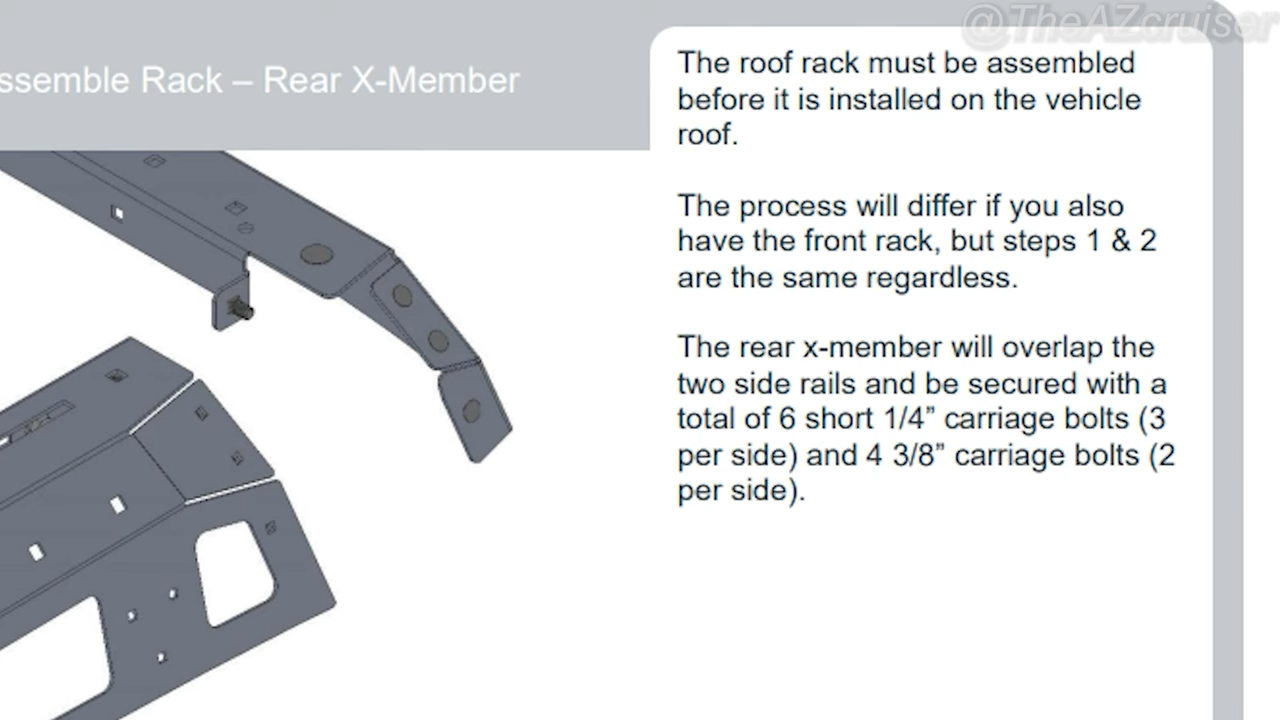 @TheAZcruiser
ssemble Rack – Rear X-Member
The roof rack must be assembled
before it is installed on the vehicle
roof.
The process will differ if you also
have the front rack, but steps 1 & 2
are the same regardless.
The rear x-member will overlap the
two side rails and be secured with a
total of 6 short 1/4” carriage bolts (3
per side) and 4 3/8” carriage bolts (2
per side).